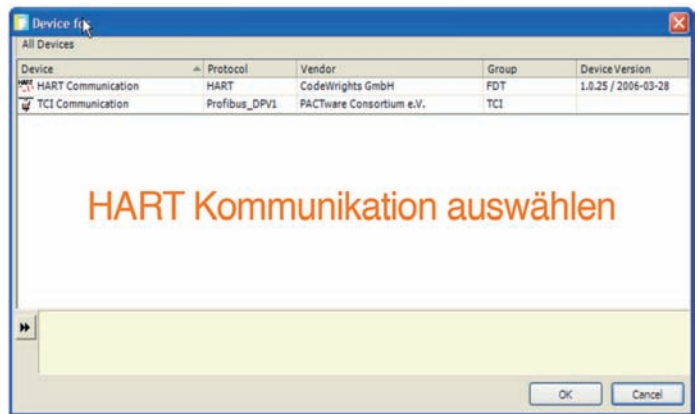 Device for
All Devices
Device Protocol Vendor Group Device Version
HART Communication HART CodeWrights GmbH FDT 1.0.25 / 2006-03-28
TCI Communication Profibus_DPV1 PACTware Consortium e.V. TCI
HART Kommunikation auswählen
OK Cancel